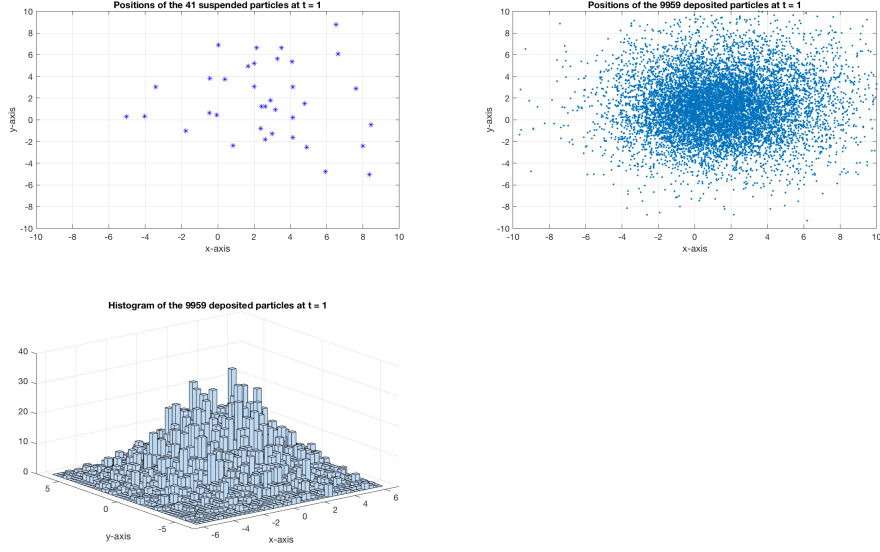 Positions of the 41 suspended particles at t = 1
10
8
6
4
2
0
-2
-4
-6
-8
-10
y-axis
-10 -8 -6 -4 -2 0 2 4 6 8 10
x-axis
Positions of the 9959 deposited particles at t = 1
10
8
6
4
2
0
-2
-4
-6
-8
-10
y-axis
-10 -8 -6 -4 -2 0 2 4 6 8 10
x-axis
Histogram of the 9959 deposited particles at t = 1
40
30
20
10
0
5
0
-5
y-axis
-6 -4 -2 0 2 4 6
x-axis